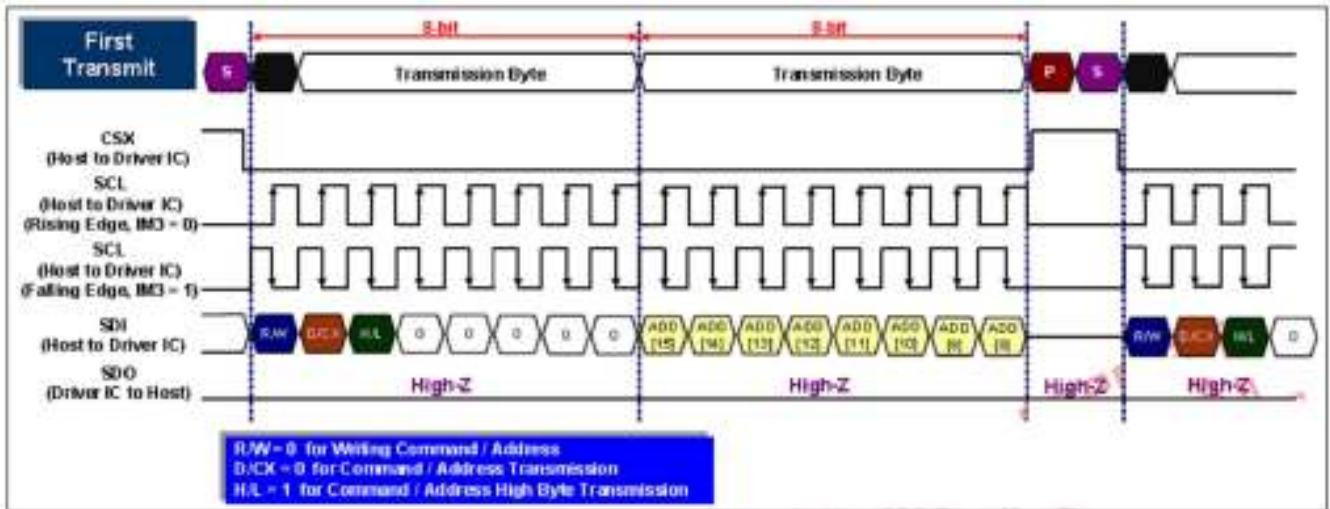 First
Transmit
8-bit 8-bit
S Transmission Byte Transmission Byte P S
CSX
(Host to Driver IC)
SCL
(Host to Driver IC)
(Rising Edge, IM3 = 0)
SCL
(Host to Driver IC)
(Falling Edge, IM3 = 1)
SDI
(Host to Driver IC)
R/W D/CX H/L 0 0 0 0 0 ADD [15] ADD [14] ADD [13] ADD [12] ADD [11] ADD [10] ADD [9] ADD [8] R/W D/CX H/L 0
SDO
(Driver IC to Host)
High-Z High-Z High-Z High-Z
R/W = 0 for Writing Command / Address
D/CX = 0 for Command / Address Transmission
H/L = 1 for Command / Address High Byte Transmission